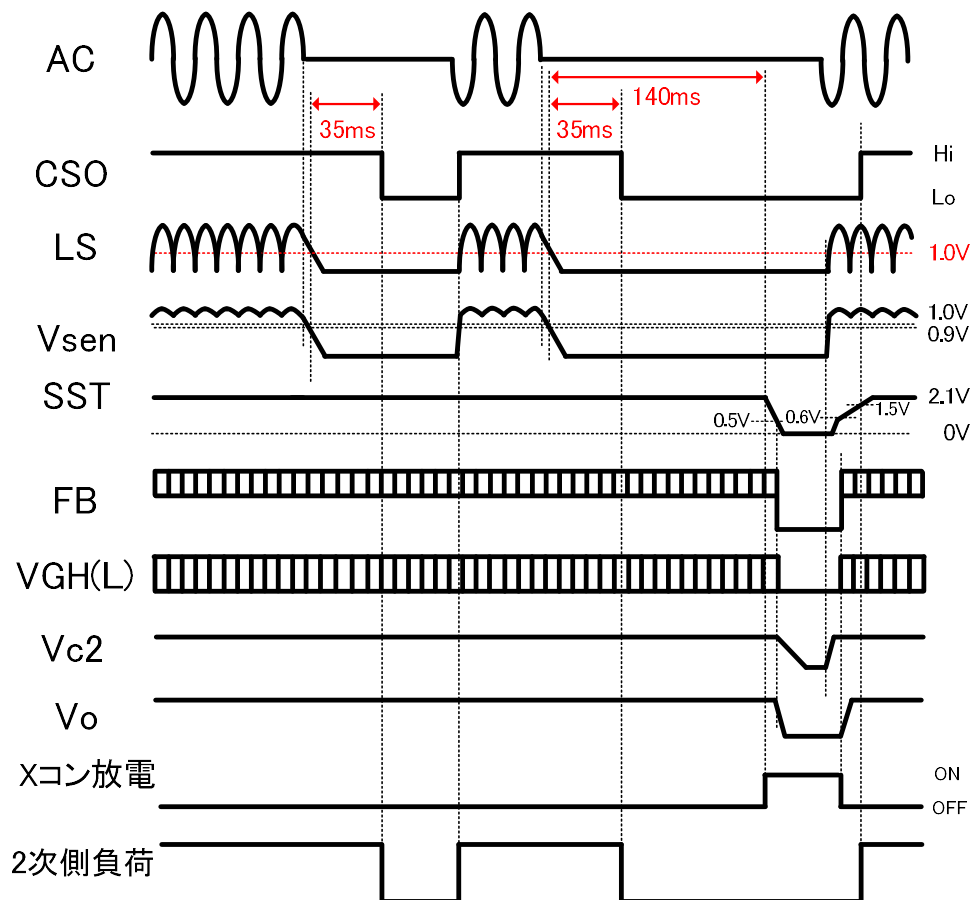 AC
140ms
35ms
35ms
CSO
Hi
Lo
LS
1.0V
Vsen
1.0V
0.9V
SST
2.1V
0.5V
0.6V
1.5V
0V
FB
VGH(L)
Vc2
Vo
Xコン放電
ON
OFF
2次側負荷